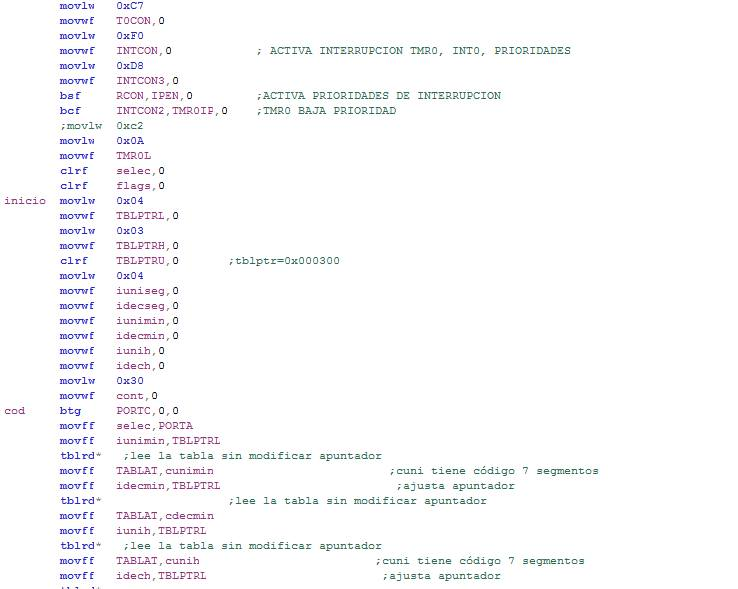 movlw 0xC7
movwf T0CON,0
movlw 0xF0
movwf INTCON,0 ; ACTIVA INTERRUPCION TMR0, INT0, PRIORIDADES
movlw 0xD8
movwf INTCON3,0
bsf RCON,IPEN,0 ;ACTIVA PRIORIDADES DE INTERRUPCION
bcf INTCON2,TMR0IP,0 ;TMR0 BAJA PRIORIDAD
;movlw 0xc2
movlw 0x0A
movwf TMR0L
clrf selec,0
clrf flags,0
inicio movlw 0x04
movwf TBLPTRL,0
movlw 0x03
movwf TBLPTRH,0
clrf TBLPTRU,0 ;tblptr=0x000300
movlw 0x04
movwf iuniseg,0
movwf idecseg,0
movwf iunimin,0
movwf idecmin,0
movwf iunih,0
movwf idech,0
movlw 0x30
movwf cont,0
cod btg PORTC,0,0
movff selec,PORTA
movff iunimin,TBLPTRL
tblrd* ;lee la tabla sin modificar apuntador
movff TABLAT,cunimin ;cuni tiene código 7 segmentos
movff idecmin,TBLPTRL ;ajusta apuntador
tblrd* ;lee la tabla sin modificar apuntador
movff TABLAT,cdecmin
movff iunih,TBLPTRL
tblrd* ;lee la tabla sin modificar apuntador
movff TABLAT,cunih ;cuni tiene código 7 segmentos
movff idech,TBLPTRL ;ajusta apuntador